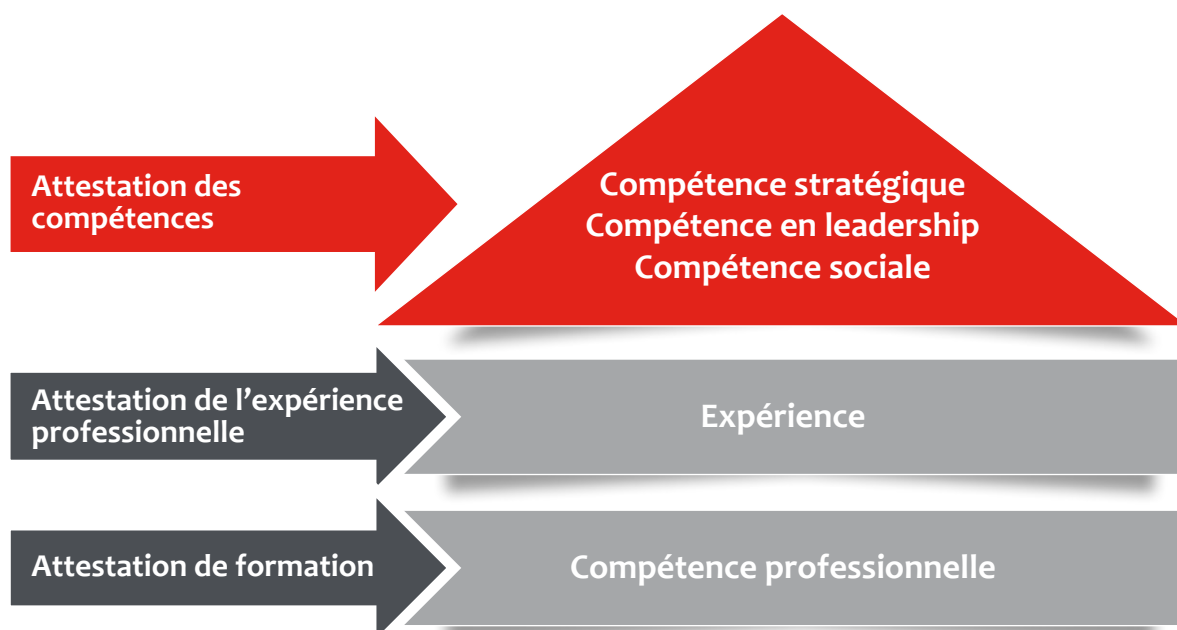 Attestation des
compétences
Compétence stratégique
Compétence en leadership
Compétence sociale
Attestation de l’expérience
professionnelle
Expérience
Attestation de formation
Compétence professionnelle